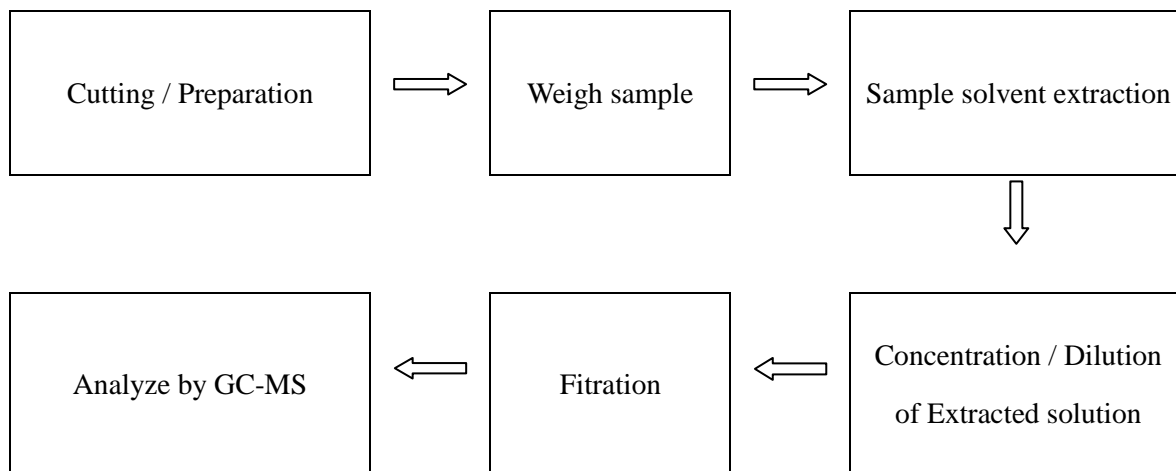 Cutting / Preparation
Weigh sample
Sample solvent extraction
Concentration / Dilution
of Extracted solution
Fitration
Analyze by GC-MS